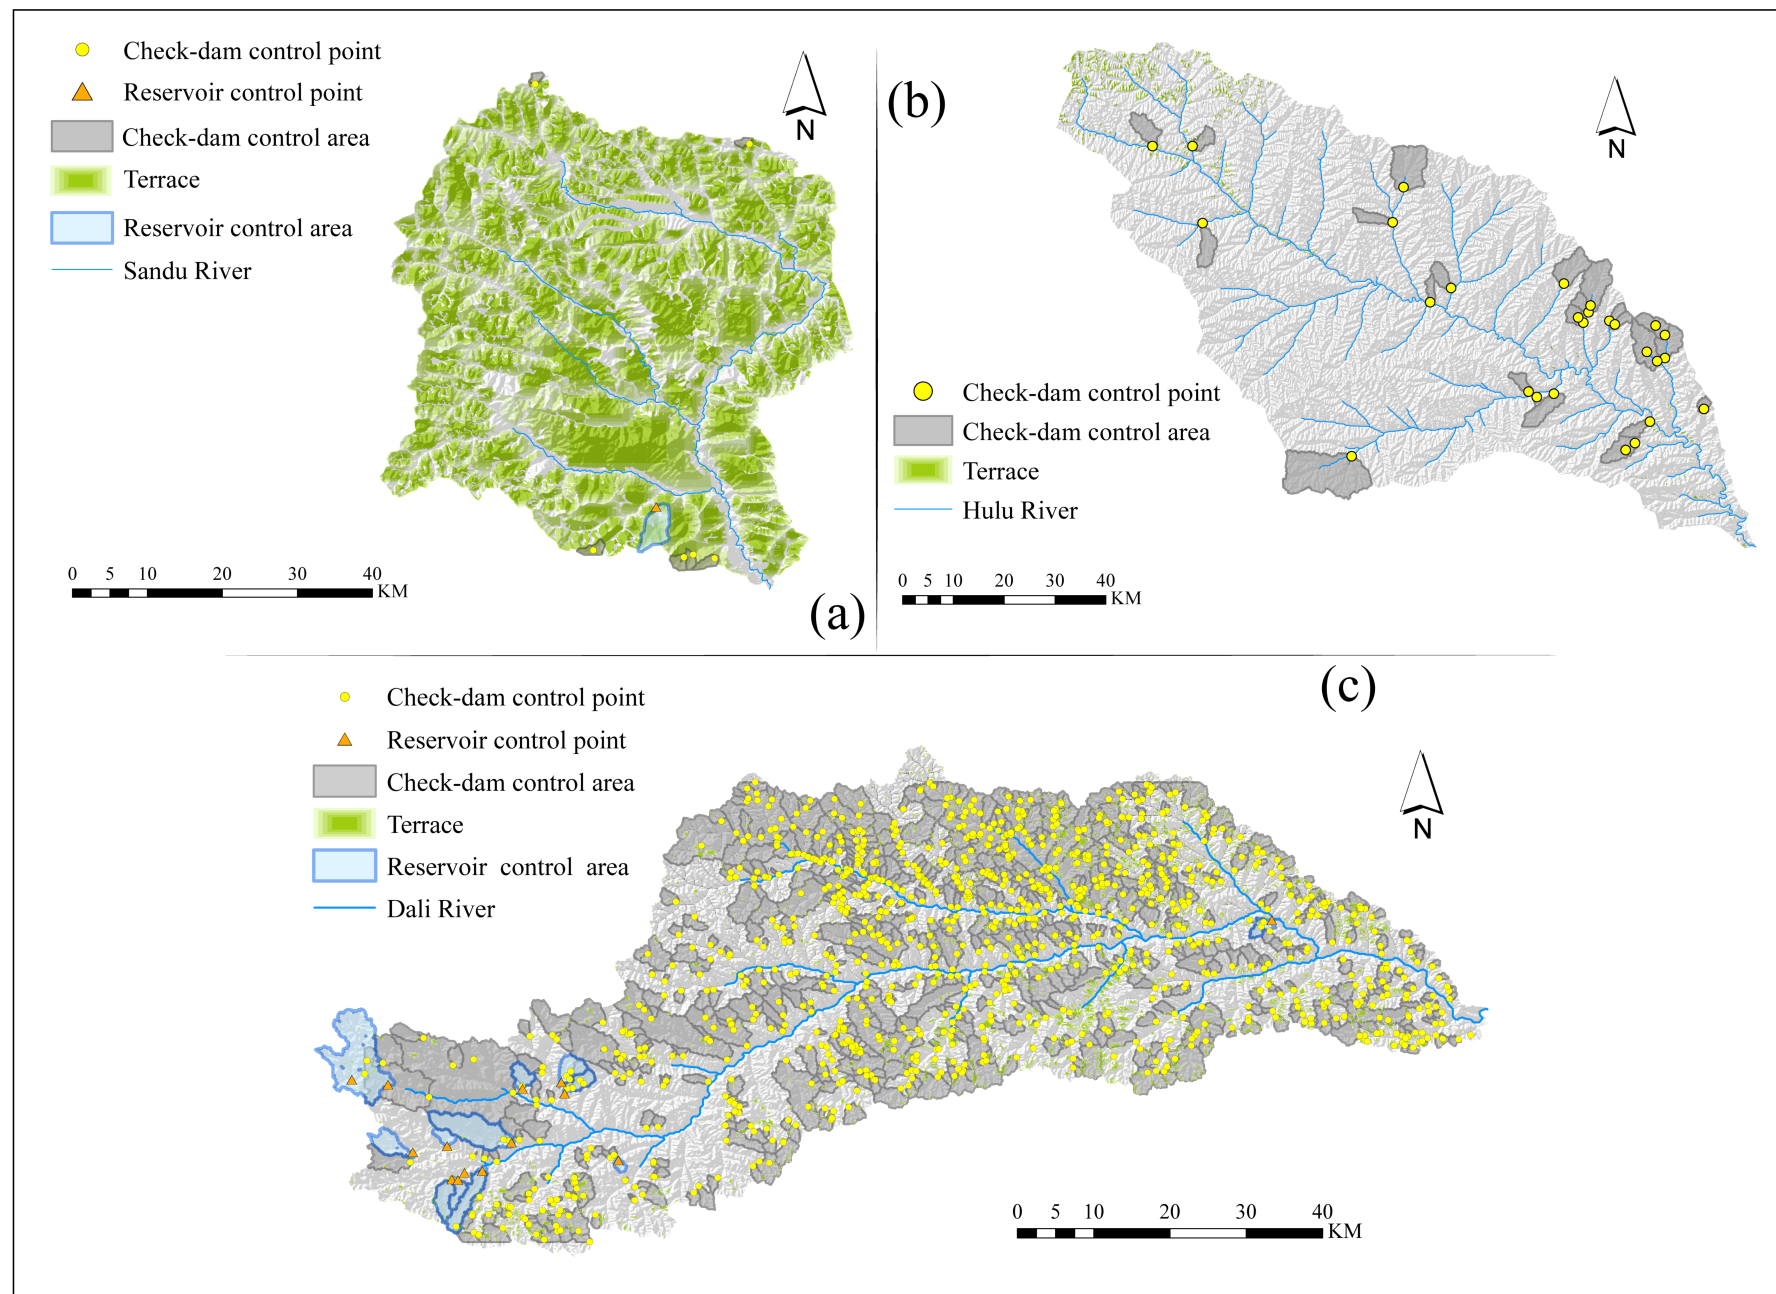 Check-dam control point
Reservoir control point
Check-dam control area
Terrace
Reservoir control area
Sandu River
N
0 5 10 20 30 40
KM
(a)
(b)
N
Check-dam control point
Check-dam control area
Terrace
Hulu River
0 5 10 20 30 40
KM
(c)
Check-dam control point
Reservoir control point
Check-dam control area
Terrace
Reservoir control area
Dali River
N
0 5 10 20 30 40
KM